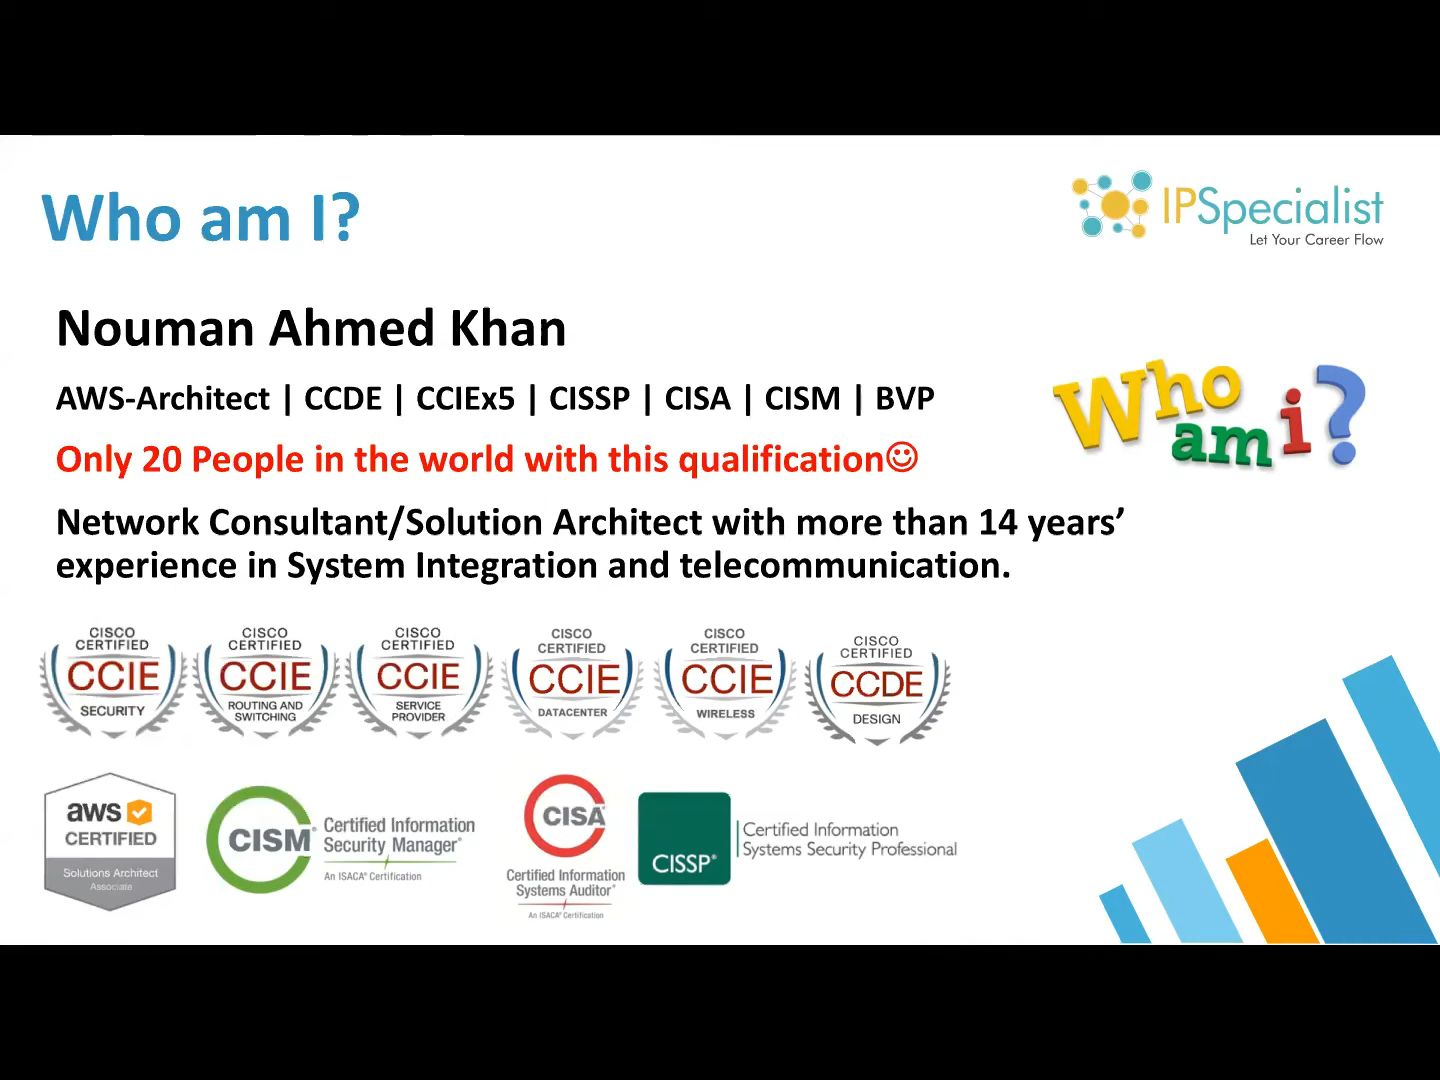 Who am I?
IPSpecialist
Let Your Career Flow
Nouman Ahmed Khan
AWS-Architect | CCDE | CCIEx5 | CISSP | CISA | CISM | BVP
Only 20 People in the world with this qualification☺
Who
am i?
Network Consultant/Solution Architect with more than 14 years’
experience in System Integration and telecommunication.
CISCO
CERTIFIED
CCIE
SECURITY
CISCO
CERTIFIED
CCIE
ROUTING AND
SWITCHING
CISCO
CERTIFIED
CCIE
SERVICE
PROVIDER
CISCO
CERTIFIED
CCIE
DATACENTER
CISCO
CERTIFIED
CCIE
WIRELESS
CISCO
CERTIFIED
CCDE
DESIGN
aws
CERTIFIED
Solutions Architect
Associate
CISM®
Certified Information
Security Manager®
An ISACA® Certification
CISA®
Certified Information
Systems Auditor®
An ISACA® Certification
CISSP®
Certified Information
Systems Security Professional